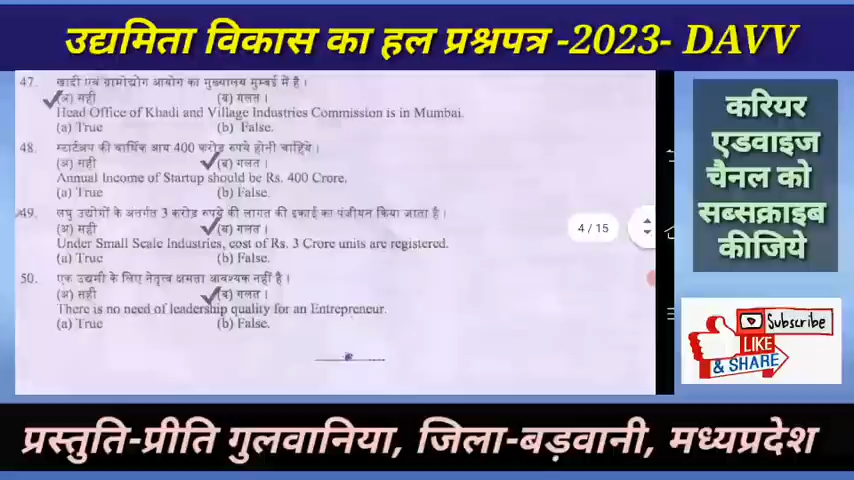 उद्यमिता विकास का हल प्रश्नपत्र -2023- DAVV
47. खादी एवं ग्रामोद्योग आयोग का मुख्यालय मुम्बई में है।
(अ) सही (ब) गलत।
Head Office of Khadi and Village Industries Commission is in Mumbai.
(a) True (b) False.
48. स्टार्टअप की वार्षिक आय 400 करोड़ रुपये होनी चाहिये।
(अ) सही (ब) गलत।
Annual Income of Startup should be Rs. 400 Crore.
(a) True (b) False.
49. लघु उद्योगों के अन्तर्गत 3 करोड़ रुपये की लागत की इकाई का पंजीयन किया जाता है।
(अ) सही (ब) गलत।
Under Small Scale Industries, cost of Rs. 3 Crore units are registered.
(a) True (b) False.
50. एक उद्यमी के लिए नेतृत्व क्षमता आवश्यक नहीं है।
(अ) सही (ब) गलत।
There is no need of leadership quality for an Entrepreneur.
(a) True (b) False.
4 / 15
करियर
एडवाइज
चैनल को
सब्सक्राइब
कीजिये
Subscribe
LIKE
& SHARE
प्रस्तुति-प्रीति गुलवानिया, जिला-बड़वानी, मध्यप्रदेश